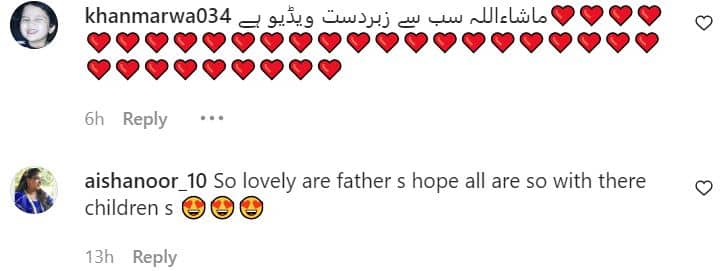 khanmarwa034 ماشاءاللہ سب سے زبردست ویڈیو ہے❤️❤️❤️❤️
❤️❤️❤️❤️❤️❤️❤️❤️❤️❤️❤️❤️❤️❤️❤️❤️❤️❤️❤️❤️
❤️❤️❤️❤️❤️❤️❤️❤️❤️
6h Reply •••
aishanoor_10 So lovely are father s hope all are so with there
children s 😍😍😍
13h Reply